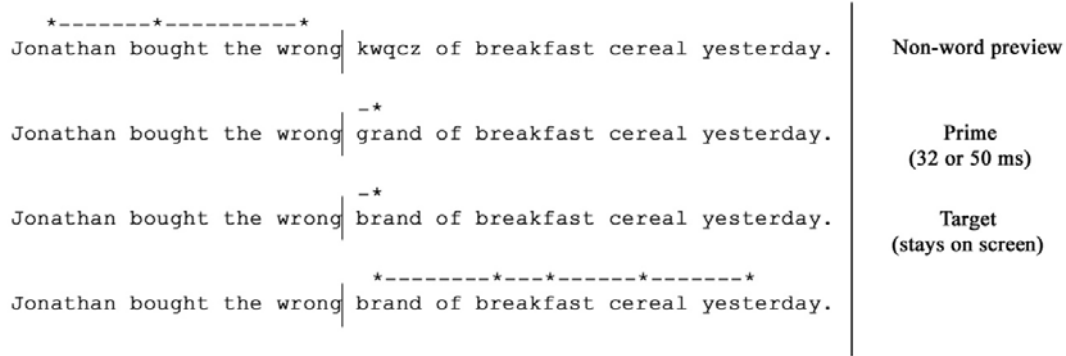 Jonathan bought the wrong kwqcz of breakfast cereal yesterday.
Non-word preview
Jonathan bought the wrong grand of breakfast cereal yesterday.
Prime
(32 or 50 ms)
Jonathan bought the wrong brand of breakfast cereal yesterday.
Target
(stays on screen)
Jonathan bought the wrong brand of breakfast cereal yesterday.